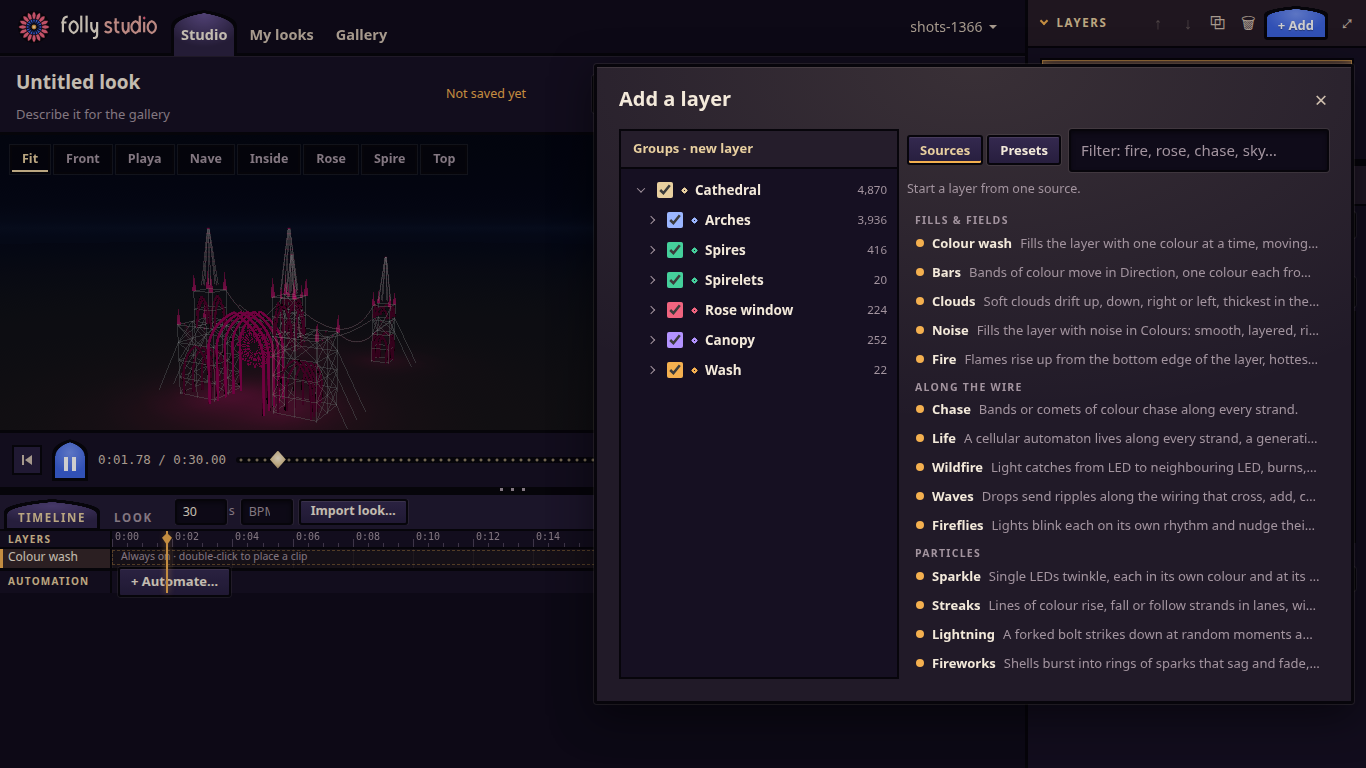 folly studio
Studio
My looks
Gallery
shots-1366
LAYERS
+ Add
Untitled look
Not saved yet
Describe it for the gallery
Fit
Front
Playa
Nave
Inside
Rose
Spire
Top
0:01.78 / 0:30.00
TIMELINE
LOOK
30
s
BPM
Import look...
LAYERS
0:00
0:02
0:04
0:06
0:08
0:10
0:12
0:14
Colour wash
Always on · double-click to place a clip
AUTOMATION
+ Automate...
Add a layer
×
Groups · new layer
Cathedral 4,870
Arches 3,936
Spires 416
Spirelets 20
Rose window 224
Canopy 252
Wash 22
Sources
Presets
Filter: fire, rose, chase, sky...
Start a layer from one source.
FILLS & FIELDS
Colour wash Fills the layer with one colour at a time, moving...
Bars Bands of colour move in Direction, one colour each fro...
Clouds Soft clouds drift up, down, right or left, thickest in the...
Noise Fills the layer with noise in Colours: smooth, layered, ri...
Fire Flames rise up from the bottom edge of the layer, hottes...
ALONG THE WIRE
Chase Bands or comets of colour chase along every strand.
Life A cellular automaton lives along every strand, a generati...
Wildfire Light catches from LED to neighbouring LED, burns,...
Waves Drops send ripples along the wiring that cross, add, c...
Fireflies Lights blink each on its own rhythm and nudge thei...
PARTICLES
Sparkle Single LEDs twinkle, each in its own colour and at its ...
Streaks Lines of colour rise, fall or follow strands in lanes, wi...
Lightning A forked bolt strikes down at random moments a...
Fireworks Shells burst into rings of sparks that sag and fade,...